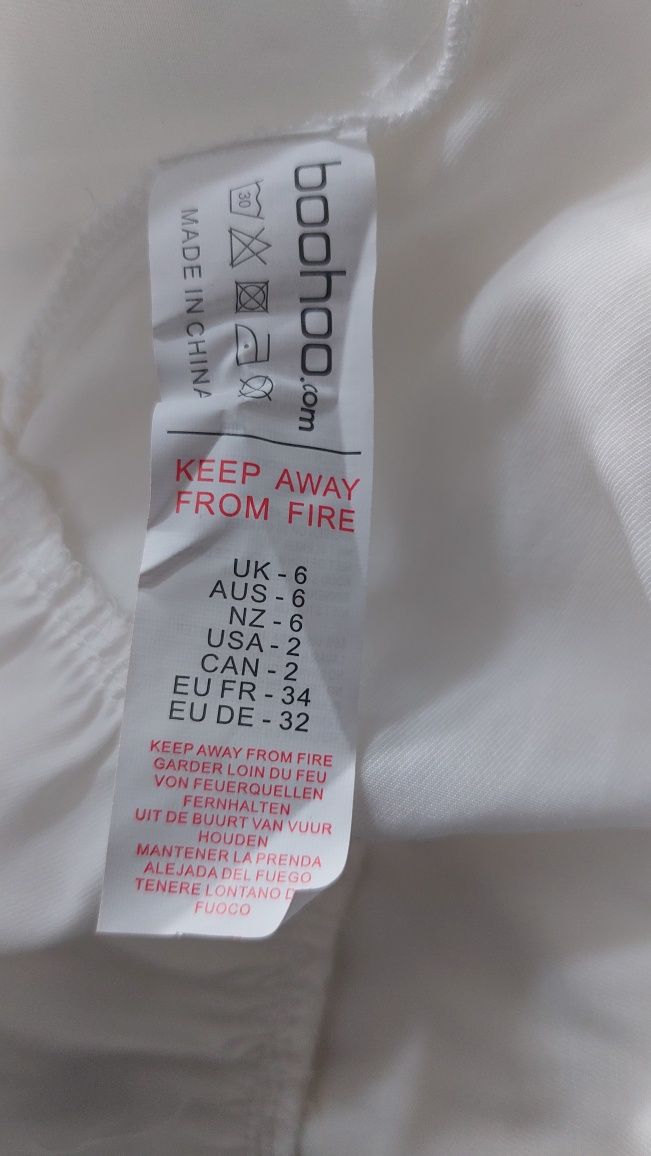 boohoo.com
30
MADE IN CHINA
KEEP AWAY
FROM FIRE
UK - 6
AUS - 6
NZ - 6
USA - 2
CAN - 2
EU FR - 34
EU DE - 32
KEEP AWAY FROM FIRE
GARDER LOIN DU FEU
VON FEUERQUELLEN
FERNHALTEN
UIT DE BUURT VAN VUUR
HOUDEN
MANTENER LA PRENDA
ALEJADA DEL FUEGO
TENERE LONTANO D
FUOCO